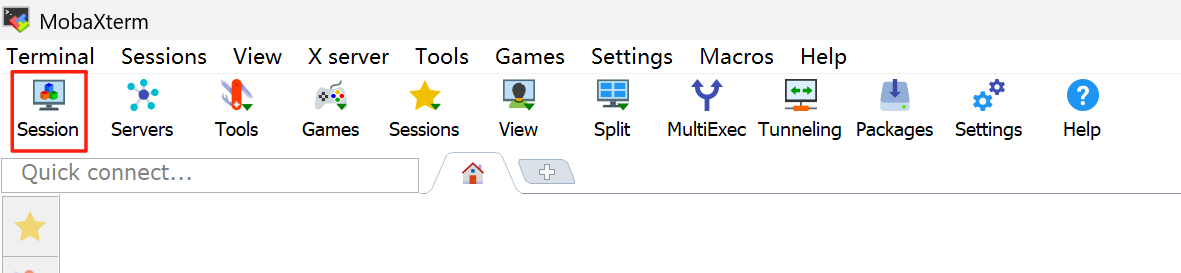 MobaXterm
Terminal Sessions View X server Tools Games Settings Macros Help
Session Servers Tools Games Sessions View Split MultiExec Tunneling Packages Settings Help
Quick connect...